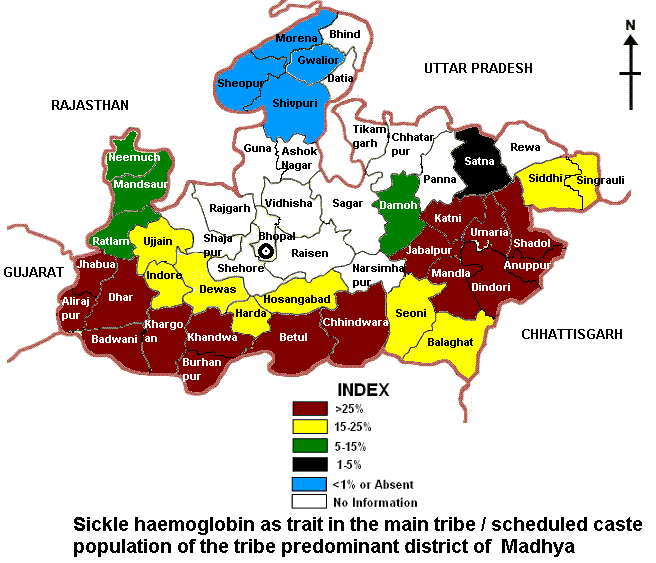 N
UTTAR PRADESH
RAJASTHAN
GUJARAT
CHHATTISGARH
Morena
Bhind
Gwalior
Sheopur
Datia
Shivpuri
Guna
Ashok
Nagar
Tikam
garh
Chhatar
pur
Satna
Rewa
Panna
Siddhi
Singrauli
Neemuch
Mandsaur
Ratlam
Rajgarh
Vidhisha
Sagar
Damoh
Katni
Umaria
Shadol
Ujjain
Shaja
pur
Bhopal
Raisen
Jabalpur
Anuppur
Jhabua
Indore
Shehore
Narsimha
pur
Mandla
Dindori
Aliraj
pur
Dhar
Dewas
Hosangabad
Harda
Seoni
Badwani
Khargo
an
Khandwa
Betul
Chhindwara
Balaghat
Burhan
pur
INDEX
>25%
15-25%
5-15%
1-5%
<1% or Absent
No Information
Sickle haemoglobin as trait in the main tribe / scheduled caste
population of the tribe predominant district of Madhya